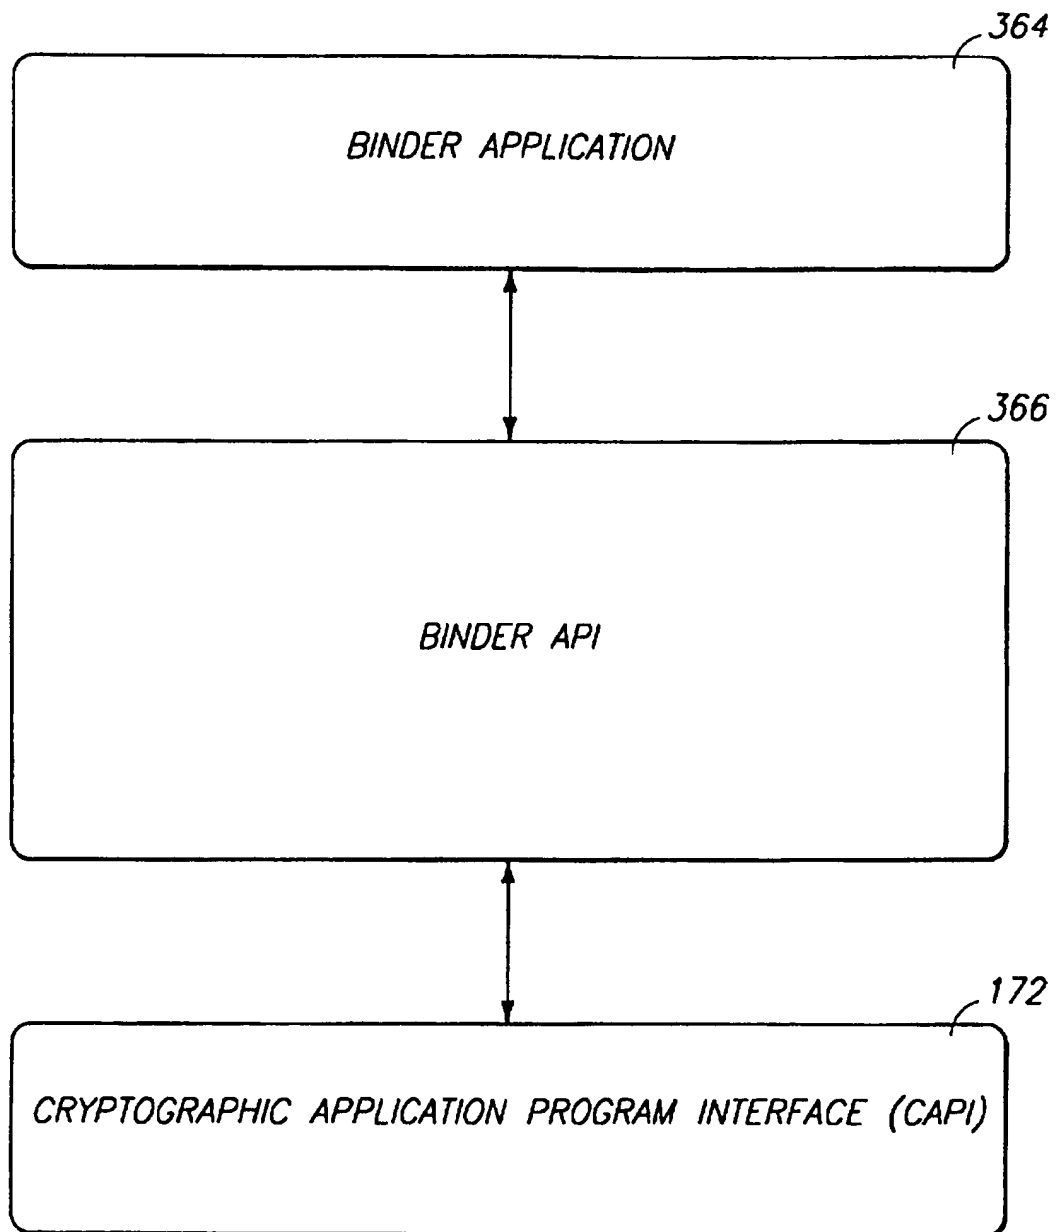 364
BINDER APPLICATION
366
BINDER API
172
CRYPTOGRAPHIC APPLICATION PROGRAM INTERFACE (CAPI)